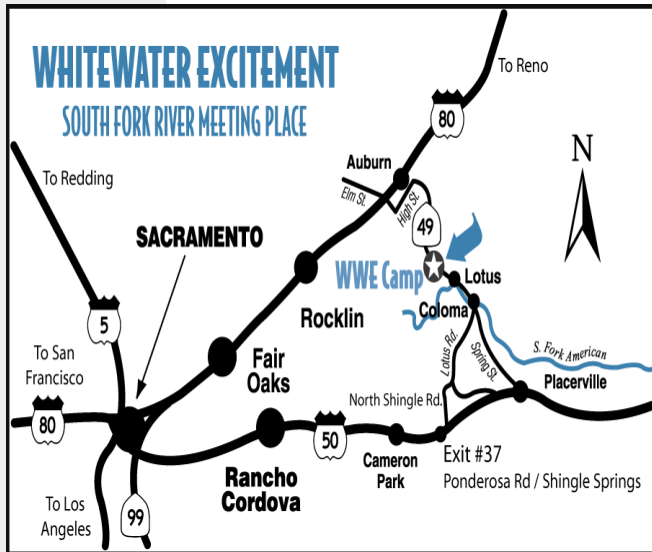 WHITEWATER EXCITEMENT
SOUTH FORK RIVER MEETING PLACE
To Reno
80
Auburn
Elm St.
High St.
N
To Redding
SACRAMENTO
49
WWE Camp
Lotus
Coloma
Rocklin
5
To San
Francisco
Fair
Oaks
Lotus Rd.
Spring St.
S. Fork American
Placerville
North Shingle Rd.
80
50
Rancho
Cordova
Cameron
Park
Exit #37
Ponderosa Rd / Shingle Springs
To Los
Angeles
99